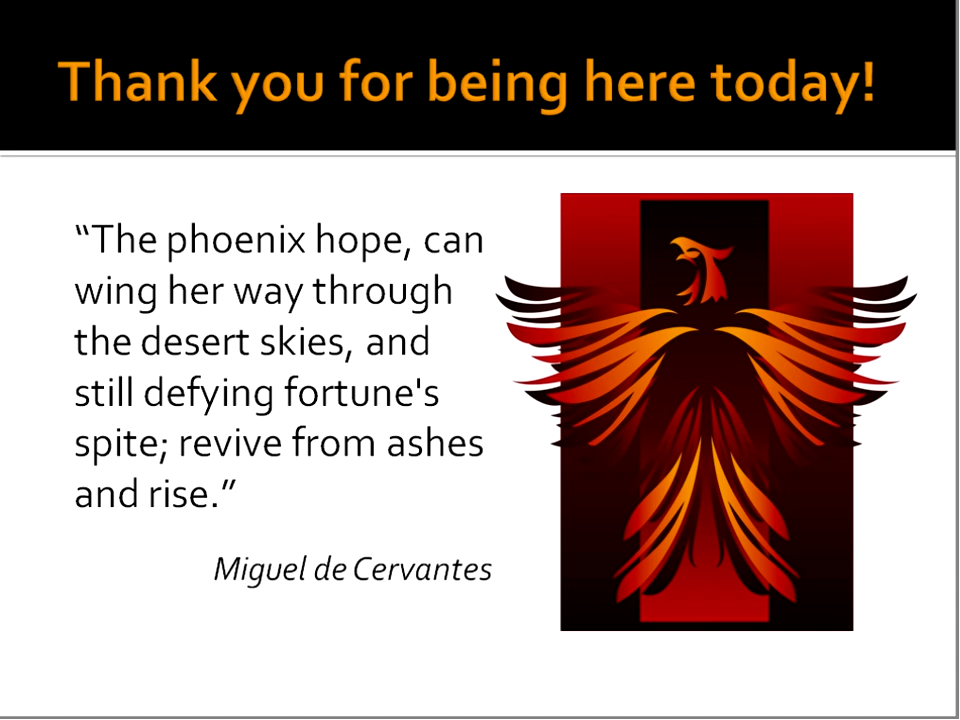 Thank you for being here today!
“The phoenix hope, can
wing her way through
the desert skies, and
still defying fortune's
spite; revive from ashes
and rise.”
Miguel de Cervantes